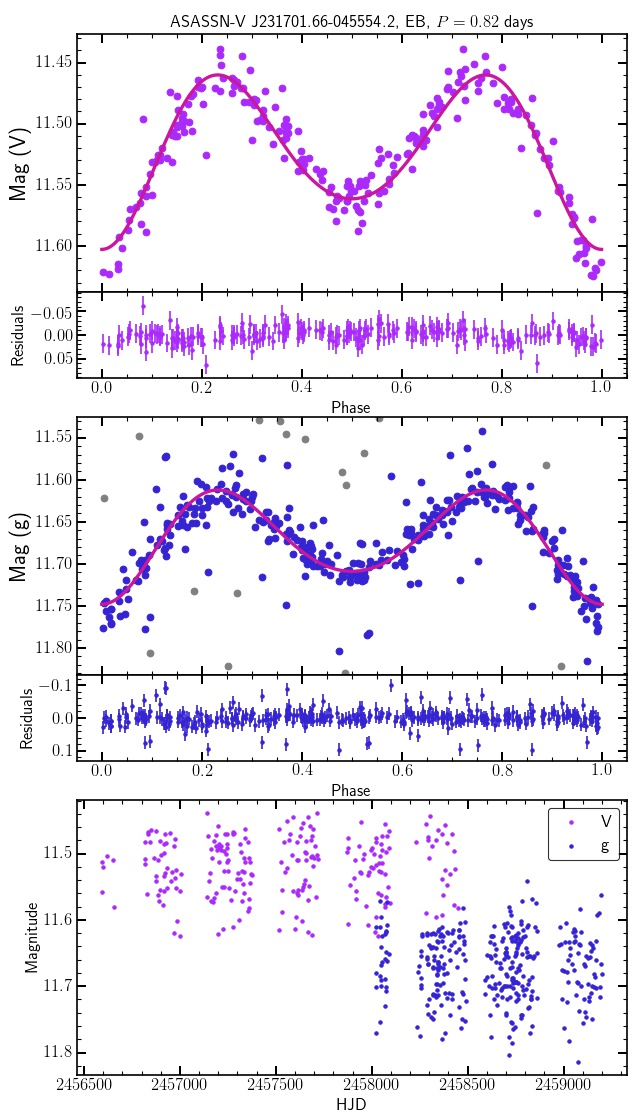 ASASSN-V J231701.66-045554.2, EB, P = 0.82 days
Mag (V)
11.45
11.50
11.55
11.60
Residuals
−0.05
0.00
0.05
0.0 0.2 0.4 0.6 0.8 1.0
Phase
Mag (g)
11.55
11.60
11.65
11.70
11.75
11.80
Residuals
−0.1
0.0
0.1
0.0 0.2 0.4 0.6 0.8 1.0
Phase
V
g
Magnitude
11.5
11.6
11.7
11.8
2456500 2457000 2457500 2458000 2458500 2459000
HJD